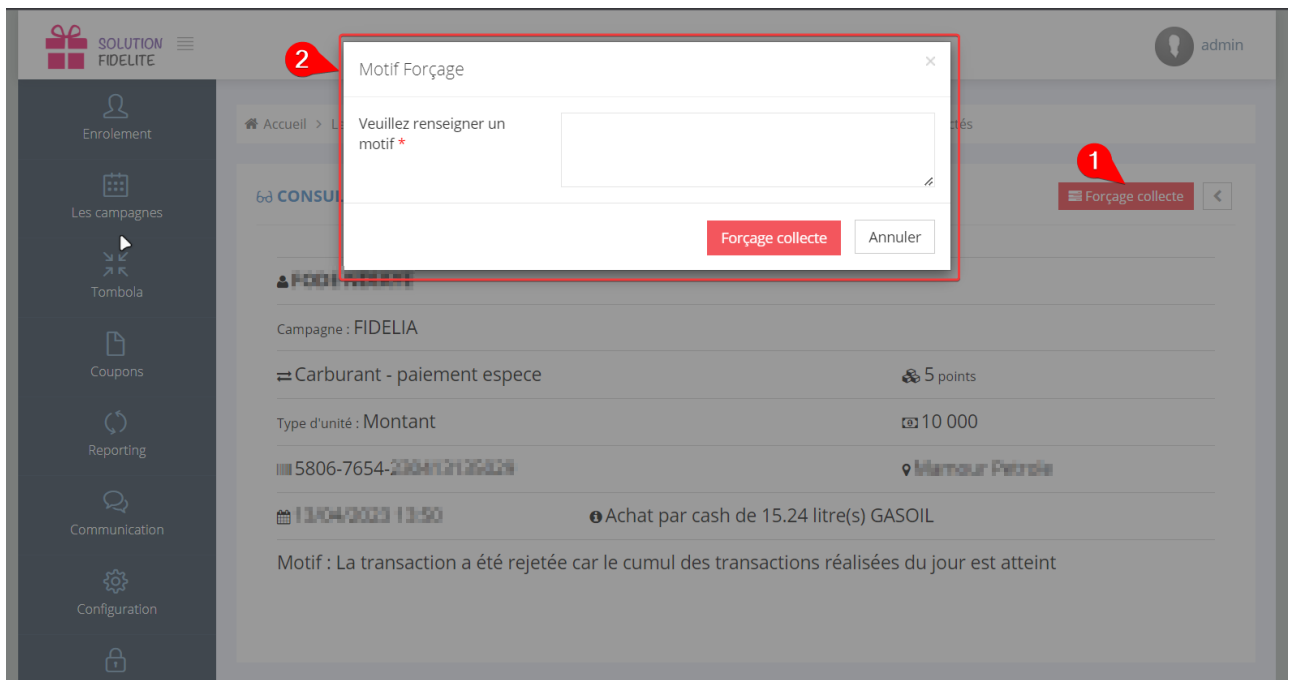 SOLUTION
FIDELITE
admin
2
Motif Forçage
×
Enrolement
Accueil > L
Veuillez renseigner un
motif *
ctés
1
Les campagnes
CONSUL
Forçage collecte
Forçage collecte
Annuler
Tombola
Campagne : FIDELIA
Coupons
Carburant - paiement espece
5 points
Reporting
Type d'unité : Montant
10 000
5806-7654-
Communication
Achat par cash de 15.24 litre(s) GASOIL
Motif : La transaction a été rejetée car le cumul des transactions réalisées du jour est atteint
Configuration